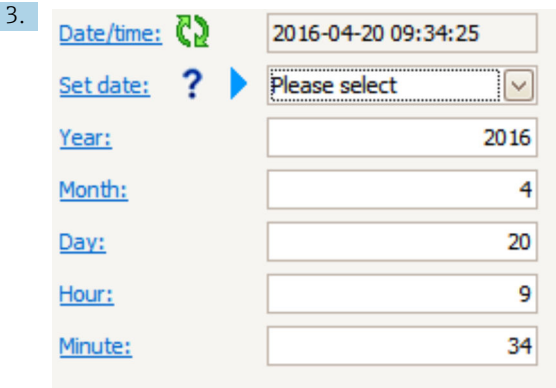 3.
Date/time: 2016-04-20 09:34:25
Set date: ? Please select
Year: 2016
Month: 4
Day: 20
Hour: 9
Minute: 34